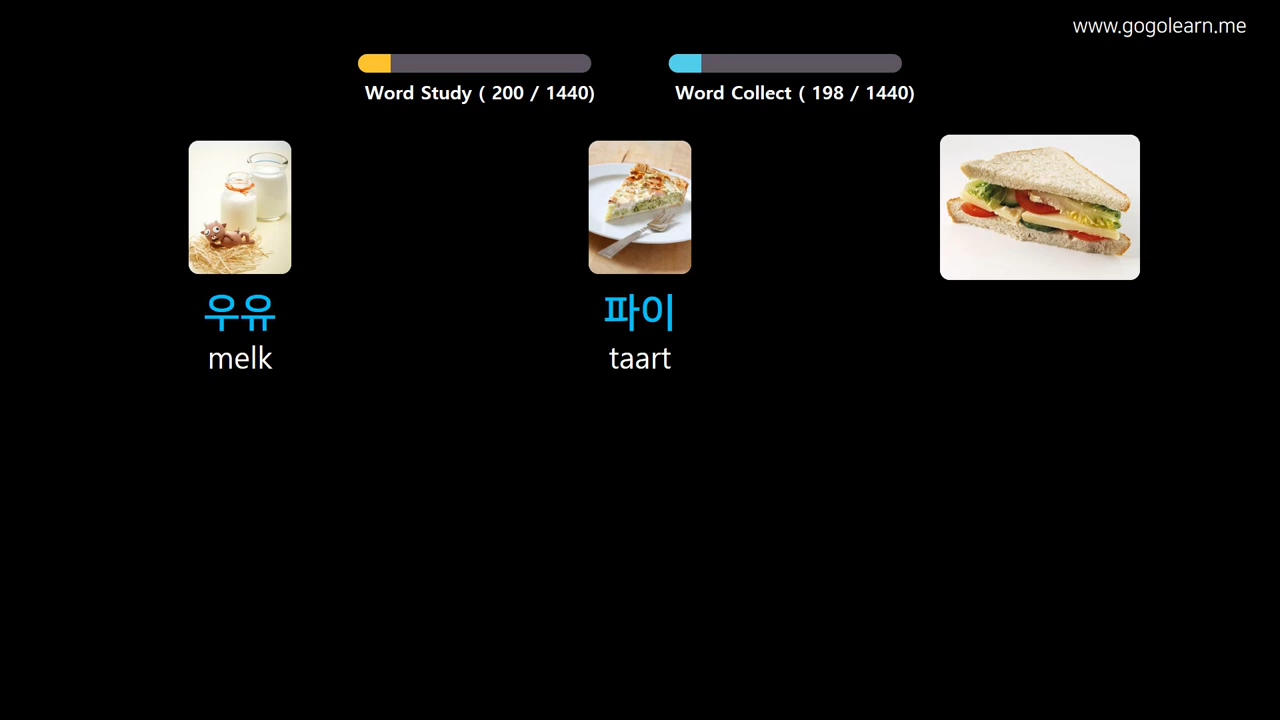 www.gogolearn.me
Word Study ( 200 / 1440)
Word Collect ( 198 / 1440)
우유
melk
파이
taart